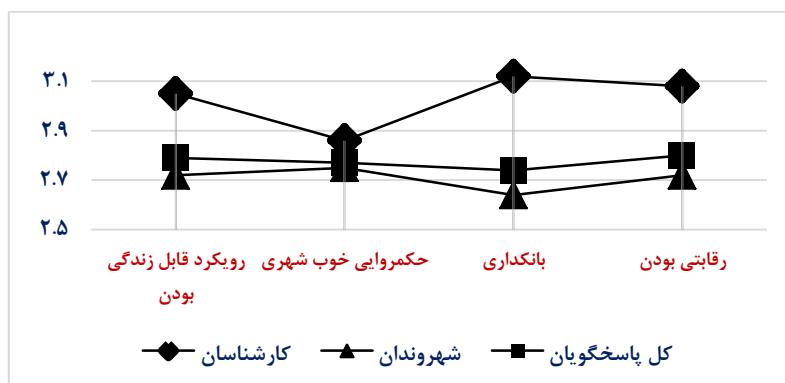 ۳.۱
۲.۹
۲.۷
۲.۵
رویکرد قابل زندگی
بودن
حکمروایی خوب شهری
بانکداری
رقابتی بودن
کارشناسان
شهروندان
کل پاسخگویان